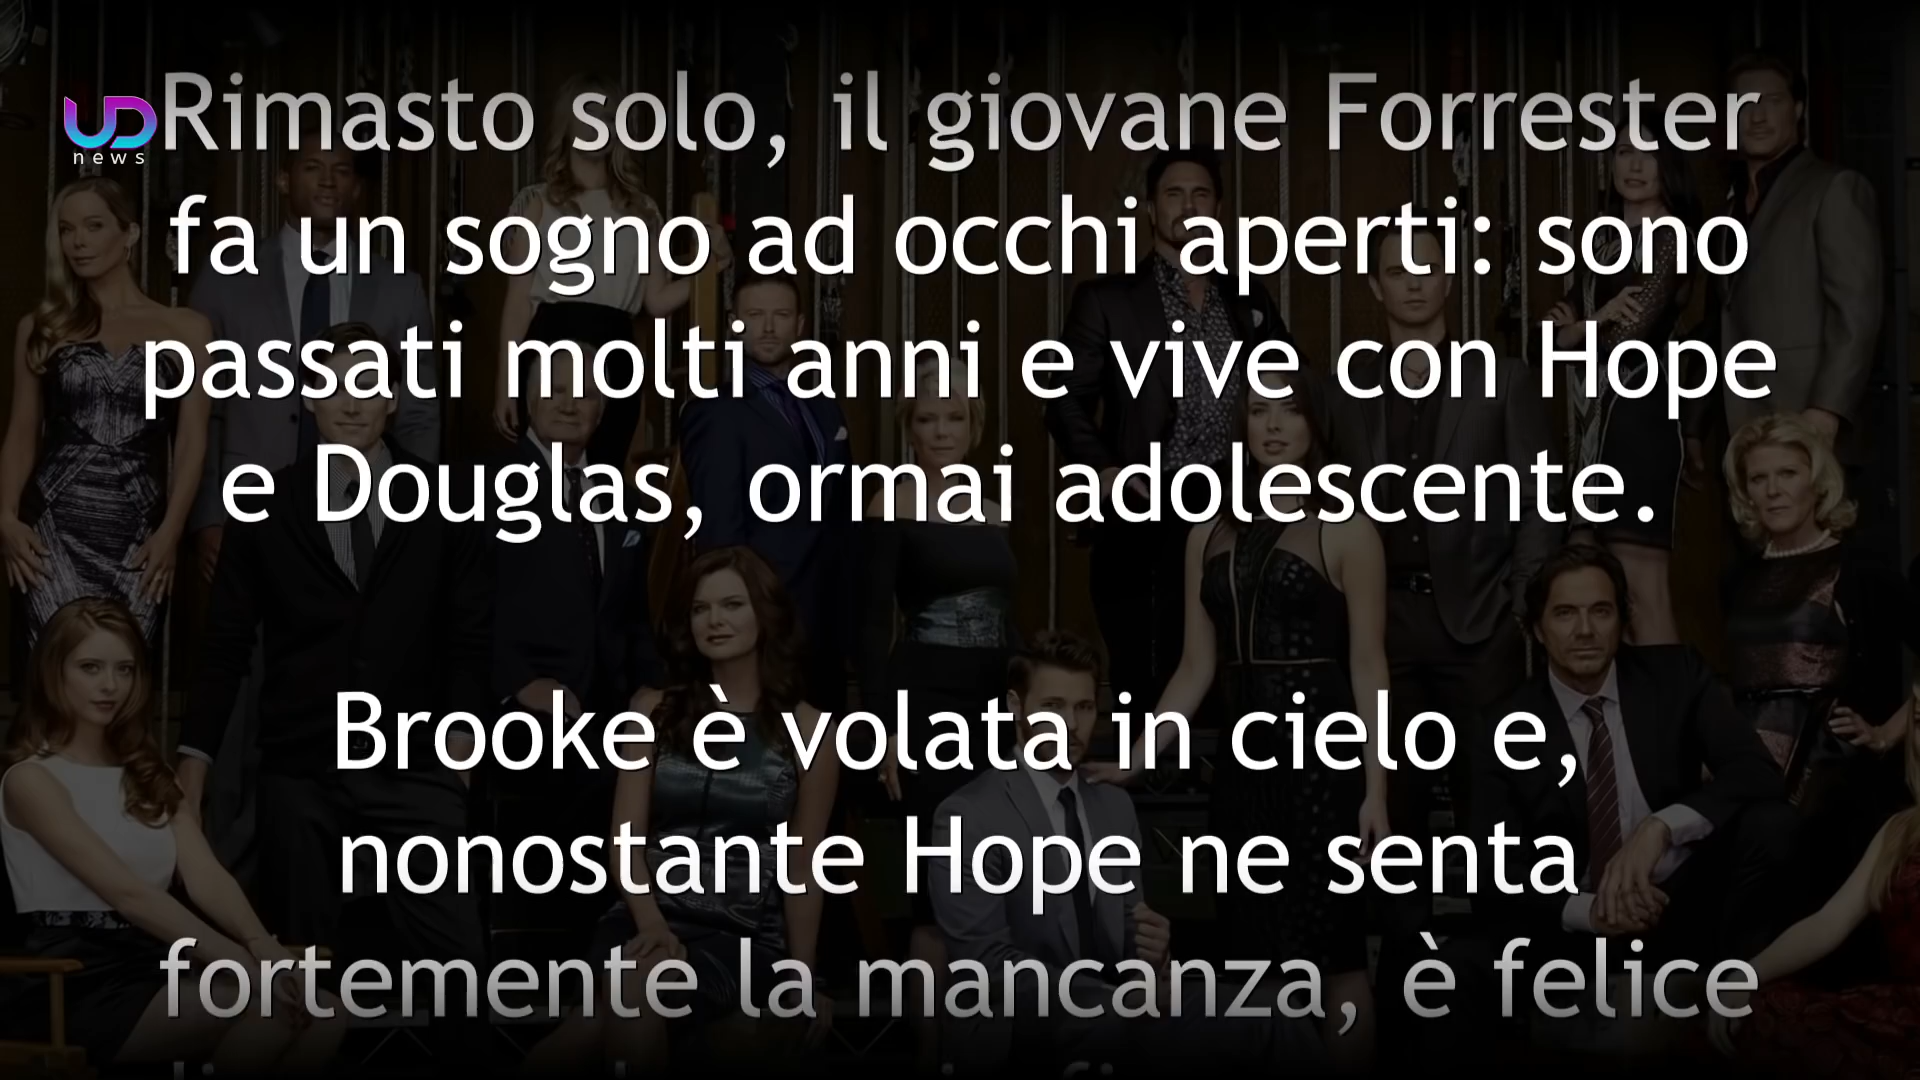 UD
news
Rimasto solo, il giovane Forrester
fa un sogno ad occhi aperti: sono
passati molti anni e vive con Hope
e Douglas, ormai adolescente.
Brooke è volata in cielo e,
nonostante Hope ne senta
fortemente la mancanza, è felice